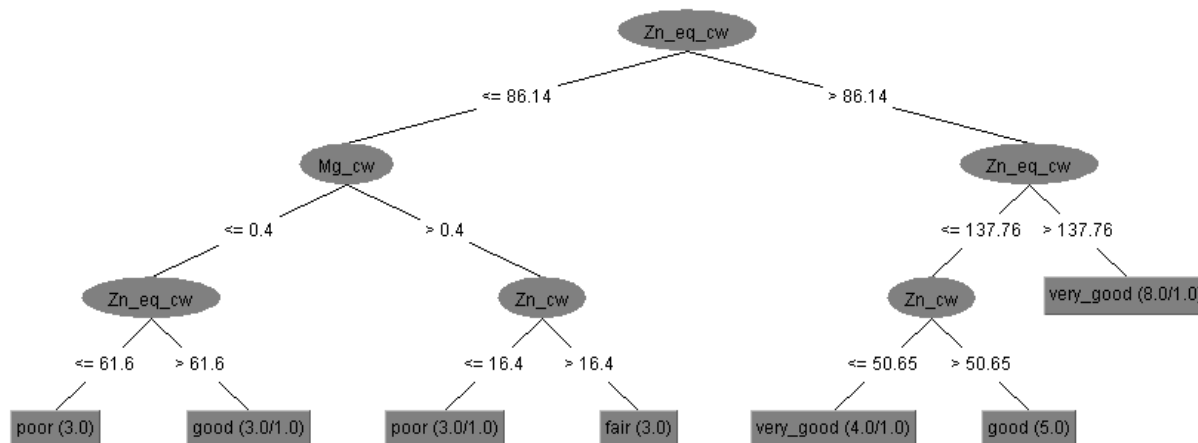 Zn_eq_cw
<= 86.14 > 86.14
Mg_cw Zn_eq_cw
<= 0.4 > 0.4 <= 137.76 > 137.76
Zn_eq_cw Zn_cw Zn_cw very_good (8.0/1.0)
<= 61.6 > 61.6 <= 16.4 > 16.4 <= 50.65 > 50.65
poor (3.0) good (3.0/1.0) poor (3.0/1.0) fair (3.0) very_good (4.0/1.0) good (5.0)